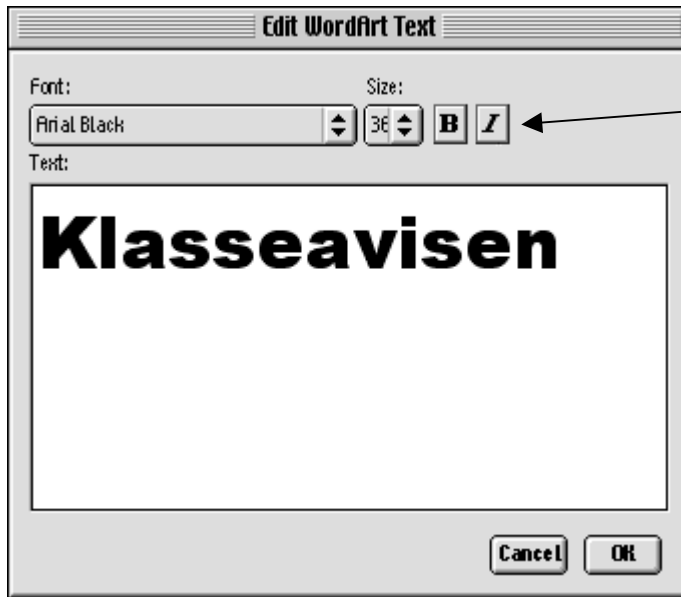 Edit WordArt Text
Font: Size:
Arial Black 36 B I
Text:
Klasseavisen
Cancel OK